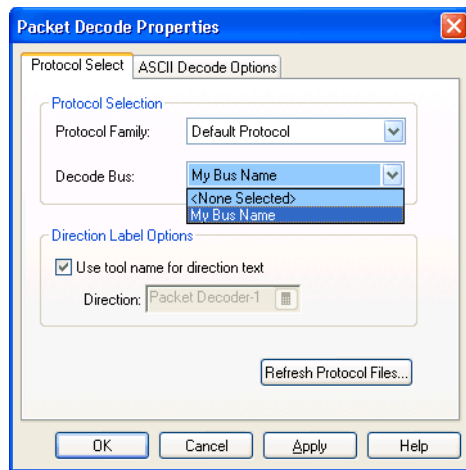 Packet Decode Properties
Protocol Select ASCII Decode Options
Protocol Selection
Protocol Family: Default Protocol
Decode Bus: My Bus Name
<None Selected>
My Bus Name
Direction Label Options
Use tool name for direction text
Direction: Packet Decoder-1
Refresh Protocol Files...
OK Cancel Apply Help